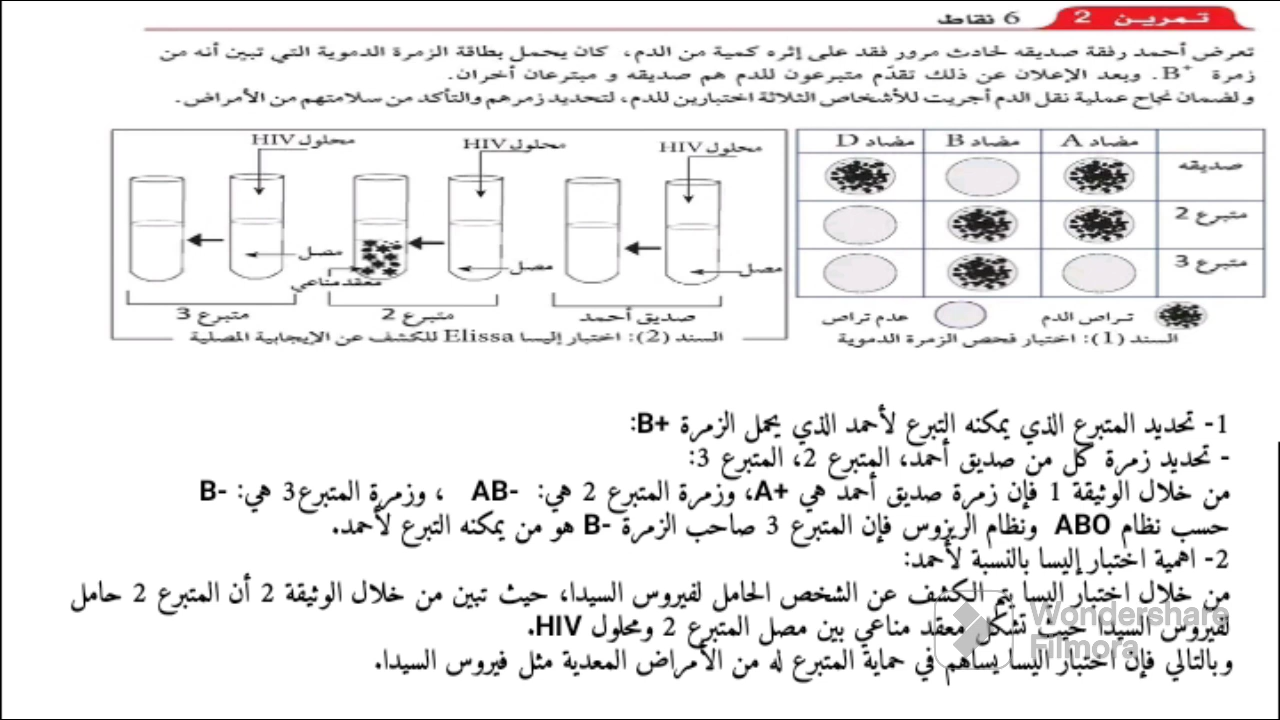 تمرين 2 6 نقاط
تعرض أحمد رفقة صديقه لحادث مرور فقد على إثره كمية من الدم، كان يحمل بطاقة الزمرة الدموية التي تبين أنه من
زمرة B+. وبعد الإعلان عن ذلك تقدّم متبرعون للدم هم صديقه و مبترعان أخران.
ولضمان نجاح عملية نقل الدم أجريت للأشخاص الثلاثة اختبارين للدم، لتحديد زمرهم والتأكد من سلامتهم من الأمراض.
مضاد A مضاد B مضاد D
صديقه
متبرع 2
متبرع 3
تراص الدم عدم تراص
السند (1): اختبار فحص الزمرة الدموية
محلول HIV محلول HIV محلول HIV
مصل مصل مصل
معقد مناعي
صديق أحمد متبرع 2 متبرع 3
السند (2): اختبار إليسا Elissa للكشف عن الإيجابية المصلية
1- تحديد المتبرع الذي يمكنه التبرع لأحمد الذي يحمل الزمرة +B:
- تحديد زمرة كل من صديق أحمد، المتبرع 2، المتبرع 3:
من خلال الوثيقة 1 فإن زمرة صديق أحمد هي +A، وزمرة المتبرع 2 هي: -AB ، وزمرة المتبرع3 هي: -B
حسب نظام ABO ونظام الريزوس فإن المتبرع 3 صاحب الزمرة -B هو من يمكنه التبرع لأحمد.
2- اهمية اختبار إليسا بالنسبة لأحمد:
من خلال اختبار اليسا يتم الكشف عن الشخص الحامل لفيروس السيدا، حيث تبين من خلال الوثيقة 2 أن المتبرع 2 حامل
لفيروس السيدا حيث تشكل معقد مناعي بين مصل المتبرع 2 ومحلول HIV.
وبالتالي فإن اختبار اليسا يساهم في حماية المتبرع له من الأمراض المعدية مثل فيروس السيدا.
Wondershare
Filmora